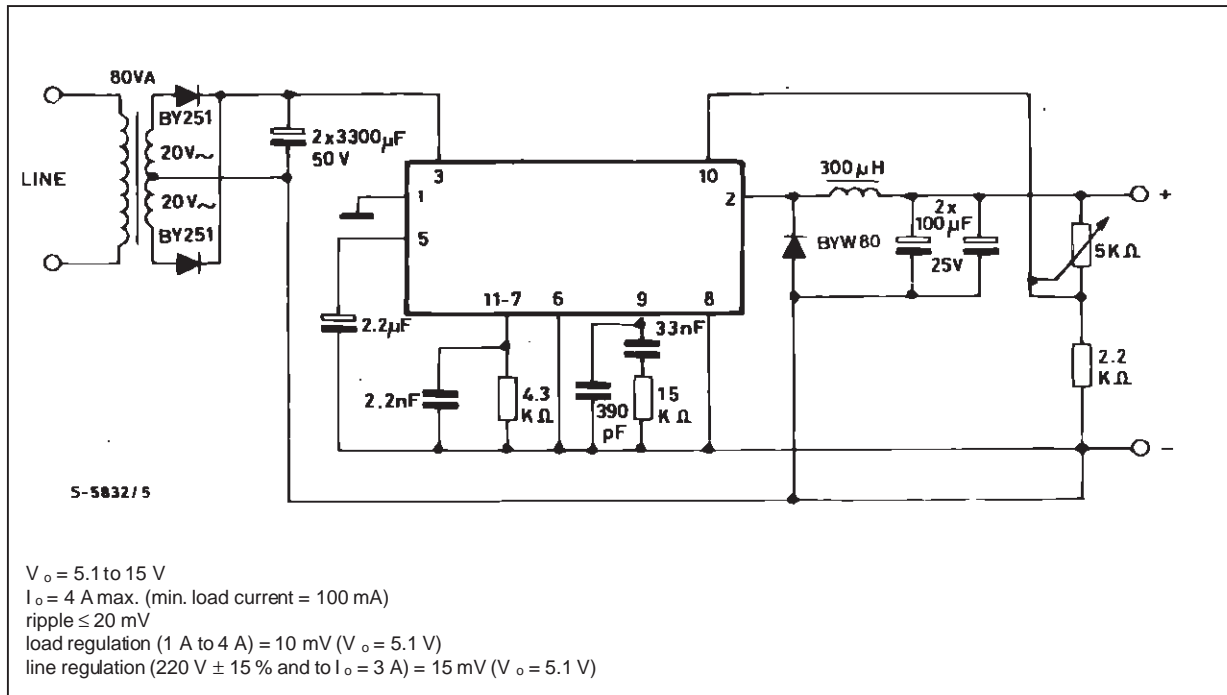 80VA
BY251
20V~
LINE
20V~
BY251
2x3300µF
50V
3
10
1
2
5
11-7
6
9
8
300µH
2x
100µF
25V
BYW80
+
5KΩ
2.2µF
33nF
2.2nF
4.3
KΩ
390
pF
15
KΩ
2.2
KΩ
–
S-5832/5
V o = 5.1 to 15 V
I o = 4 A max. (min. load current = 100 mA)
ripple ≤ 20 mV
load regulation (1 A to 4 A) = 10 mV (V o = 5.1 V)
line regulation (220 V ± 15 % and to I o = 3 A) = 15 mV (V o = 5.1 V)